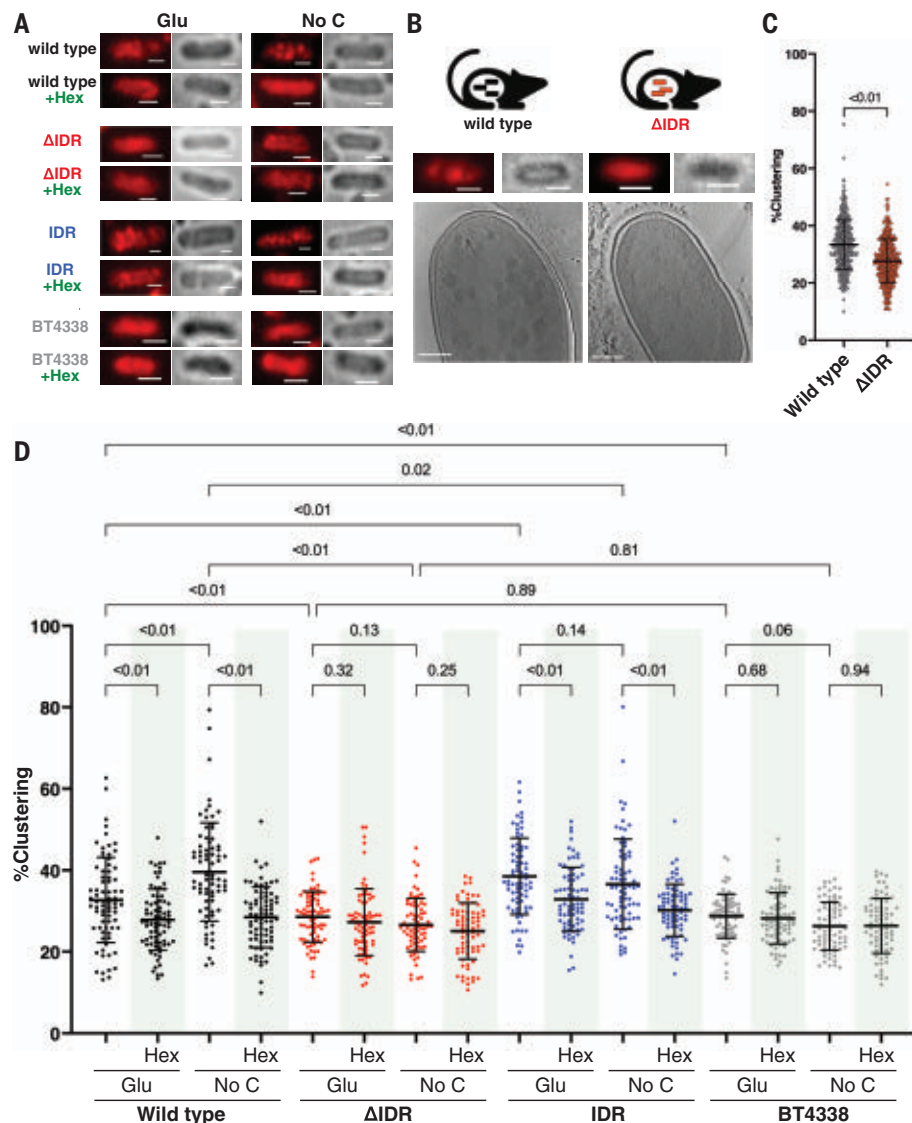 A
Glu
No C
wild type
wild type
+Hex
ΔIDR
ΔIDR
+Hex
IDR
IDR
+Hex
BT4338
BT4338
+Hex
B
wild type
ΔIDR
C
100
80
60
40
20
0
%Clustering
<0.01
Wild type
ΔIDR
D
<0.01
0.02
<0.01
<0.01
0.81
<0.01
0.89
<0.01
0.13
0.14
0.06
<0.01
<0.01
0.32
0.25
<0.01
<0.01
0.68
0.94
100
80
60
40
20
0
%Clustering
Hex
Hex
Hex
Hex
Hex
Hex
Hex
Hex
Glu
No C
Glu
No C
Glu
No C
Glu
No C
Wild type
ΔIDR
IDR
BT4338